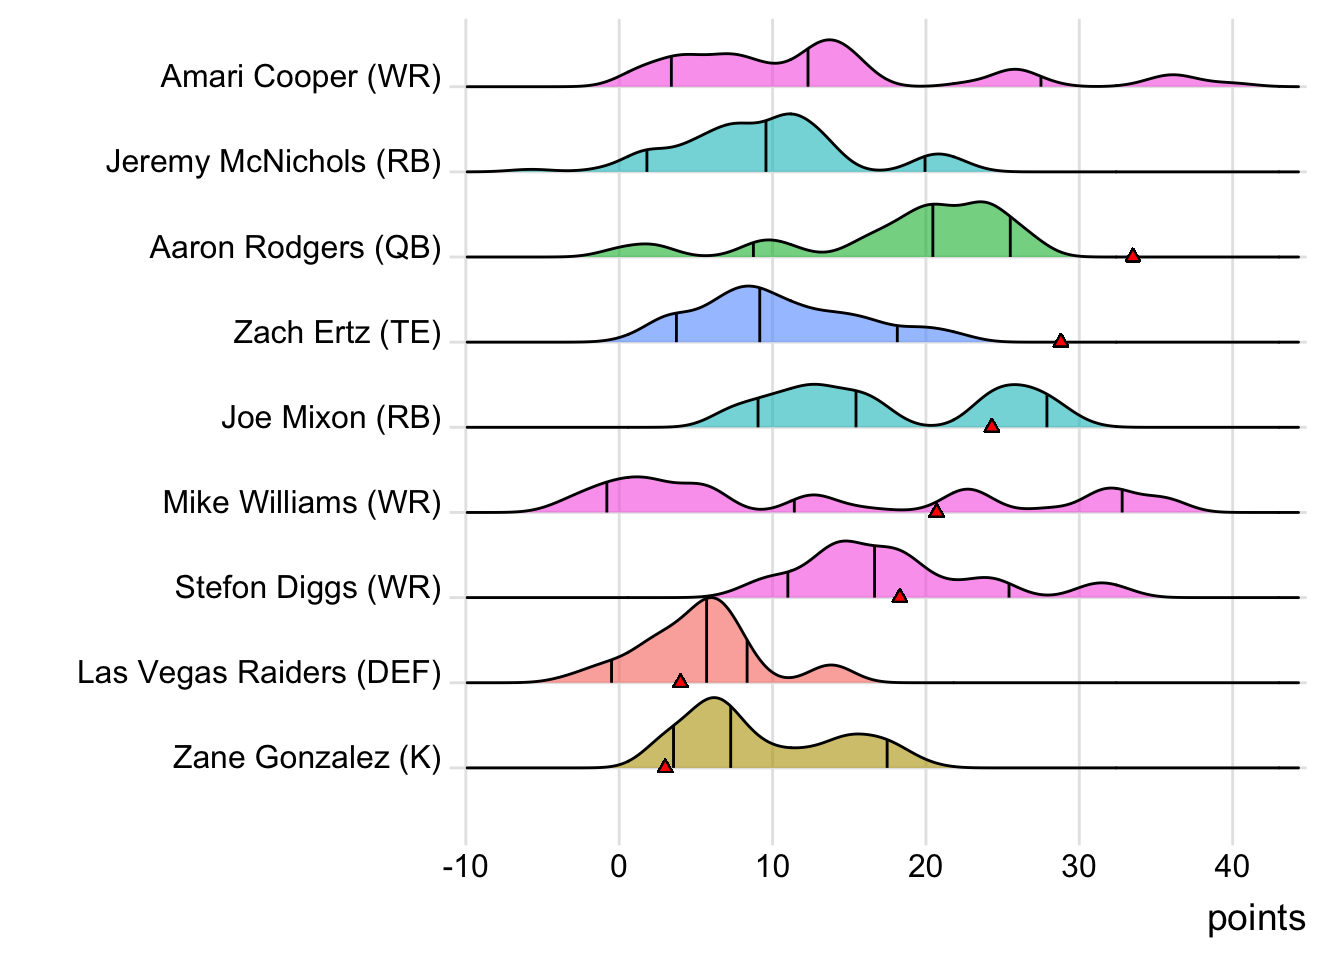 Amari Cooper (WR)
Jeremy McNichols (RB)
Aaron Rodgers (QB)
Zach Ertz (TE)
Joe Mixon (RB)
Mike Williams (WR)
Stefon Diggs (WR)
Las Vegas Raiders (DEF)
Zane Gonzalez (K)
-10 0 10 20 30 40
points